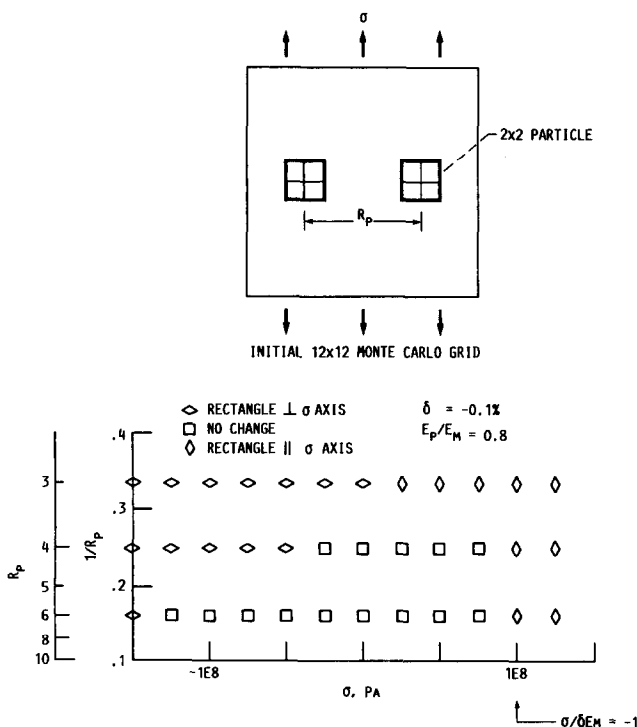 σ
2x2 PARTICLE
R_P
INITIAL 12x12 MONTE CARLO GRID
◇ RECTANGLE ⊥ σ AXIS
□ NO CHANGE
◇ RECTANGLE || σ AXIS
δ = -0.1%
E_P/E_M = 0.8
R_P
3
4
5
6
8
10
1/R_P
.4
.3
.2
.1
-1E8
1E8
σ, PA
σ/δE_M = -1